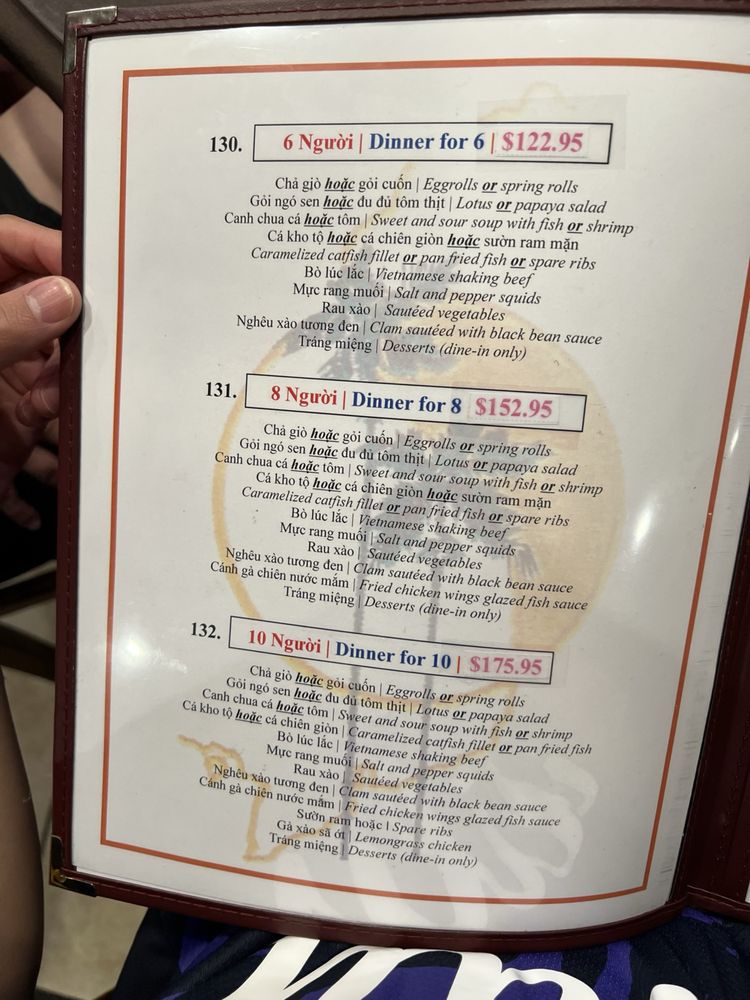 130. 6 Người | Dinner for 6 | $122.95
Chả giò hoặc gỏi cuốn | Eggrolls or spring rolls
Gỏi ngó sen hoặc đu đủ tôm thịt | Lotus or papaya salad
Canh chua cá hoặc tôm | Sweet and sour soup with fish or shrimp
Cá kho tộ hoặc cá chiên giòn hoặc sườn ram mặn
Caramelized catfish fillet or pan fried fish or spare ribs
Bò lúc lắc | Vietnamese shaking beef
Mực rang muối | Salt and pepper squids
Rau xào | Sautéed vegetables
Nghêu xào tương đen | Clam sautéed with black bean sauce
Tráng miệng | Desserts (dine-in only)
131. 8 Người | Dinner for 8 $152.95
Chả giò hoặc gỏi cuốn | Eggrolls or spring rolls
Gỏi ngó sen hoặc đu đủ tôm thịt | Lotus or papaya salad
Canh chua cá hoặc tôm | Sweet and sour soup with fish or shrimp
Cá kho tộ hoặc cá chiên giòn hoặc sườn ram mặn
Caramelized catfish fillet or pan fried fish or spare ribs
Bò lúc lắc | Vietnamese shaking beef
Mực rang muối | Salt and pepper squids
Rau xào | Sautéed vegetables
Nghêu xào tương đen | Clam sautéed with black bean sauce
Cánh gà chiên nước mắm | Fried chicken wings glazed fish sauce
Tráng miệng | Desserts (dine-in only)
132. 10 Người | Dinner for 10 | $175.95
Chả giò hoặc gỏi cuốn | Eggrolls or spring rolls
Gỏi ngó sen hoặc đu đủ tôm thịt | Lotus or papaya salad
Canh chua cá hoặc tôm | Sweet and sour soup with fish or shrimp
Cá kho tộ hoặc cá chiên giòn | Caramelized catfish fillet or pan fried fish
Bò lúc lắc | Vietnamese shaking beef
Mực rang muối | Salt and pepper squids
Rau xào | Sautéed vegetables
Nghêu xào tương đen | Clam sautéed with black bean sauce
Cánh gà chiên nước mắm | Fried chicken wings glazed fish sauce
Sườn ram hoặc | Spare ribs
Gà xào sã ớt | Lemongrass chicken
Tráng miệng | Desserts (dine-in only)